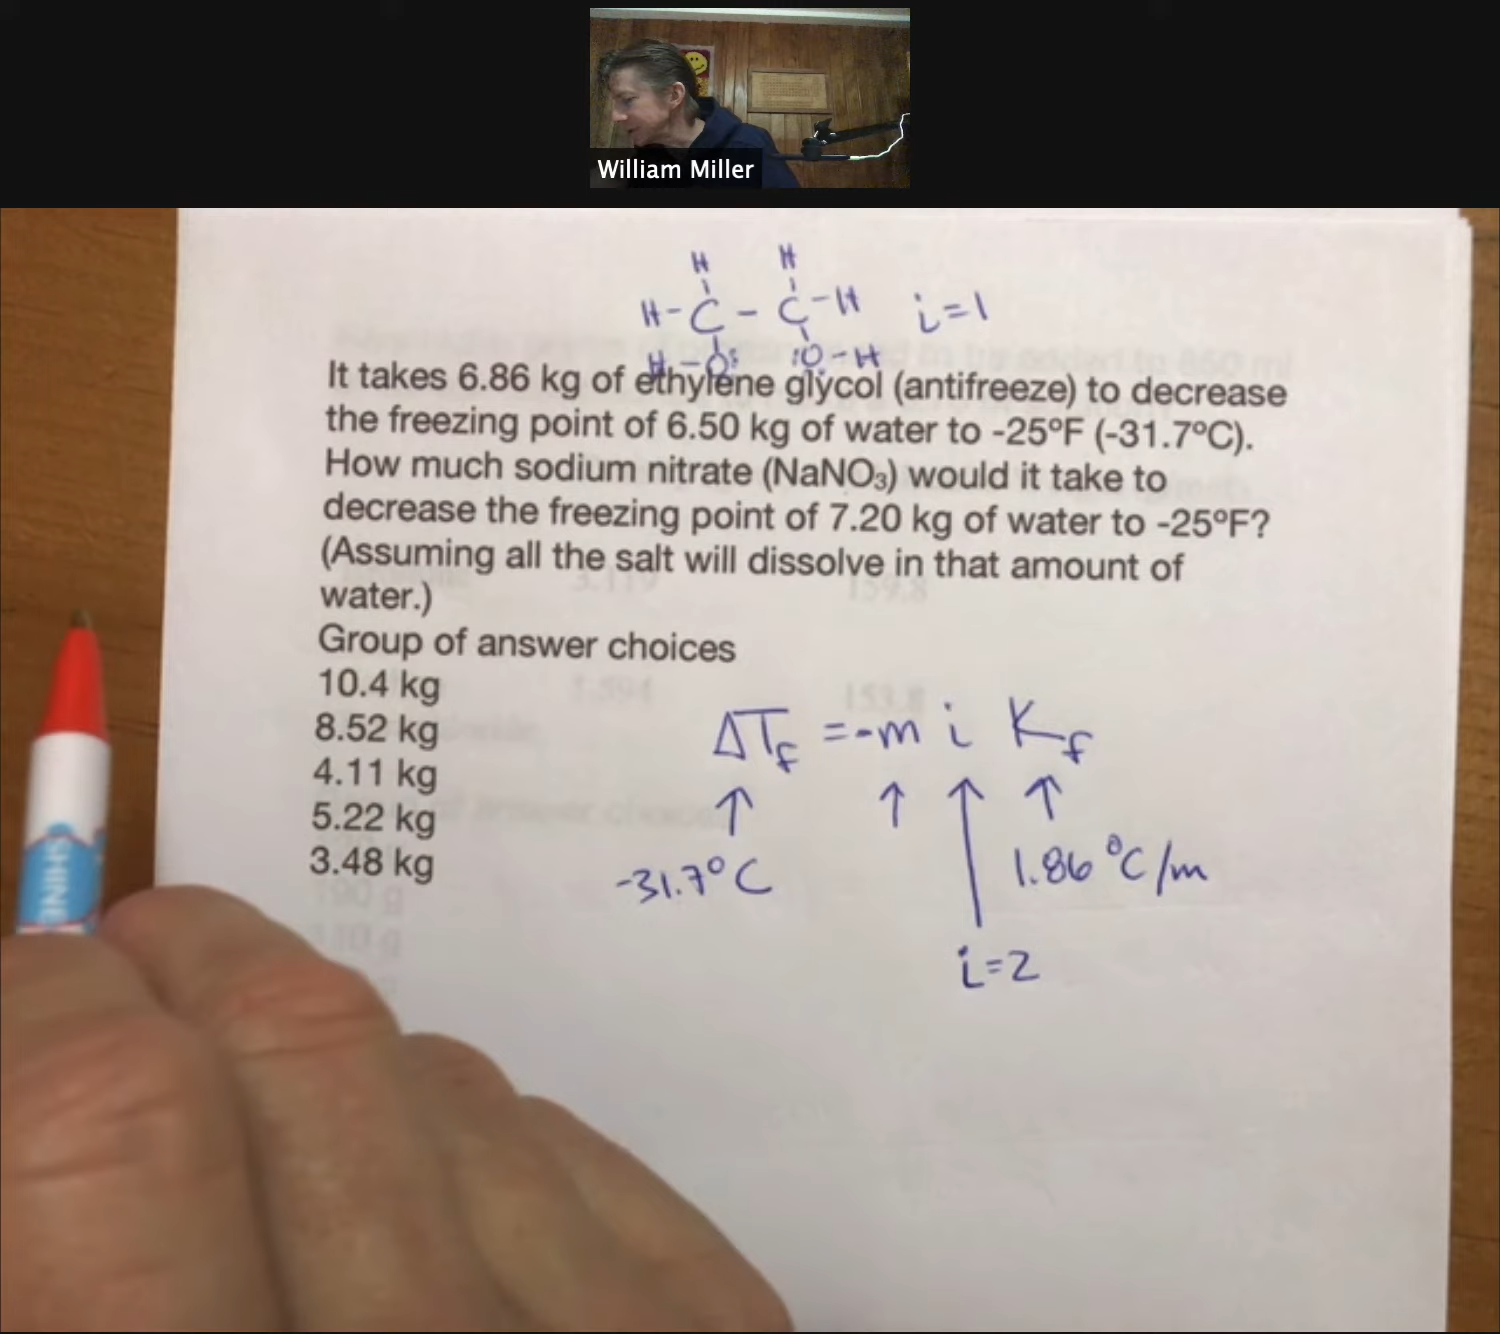 William Miller
H H
H-C-C-H i=1
H-O: :O-H
It takes 6.86 kg of ethylene glycol (antifreeze) to decrease
the freezing point of 6.50 kg of water to -25ºF (-31.7ºC).
How much sodium nitrate (NaNO₃) would it take to
decrease the freezing point of 7.20 kg of water to -25ºF?
(Assuming all the salt will dissolve in that amount of
water.)
Group of answer choices
10.4 kg
8.52 kg
4.11 kg
5.22 kg
3.48 kg
ΔTf = -m i Kf
↑ ↑ ↑ ↑
-31.7°C 1.86 °C/m
i=2
SHINE